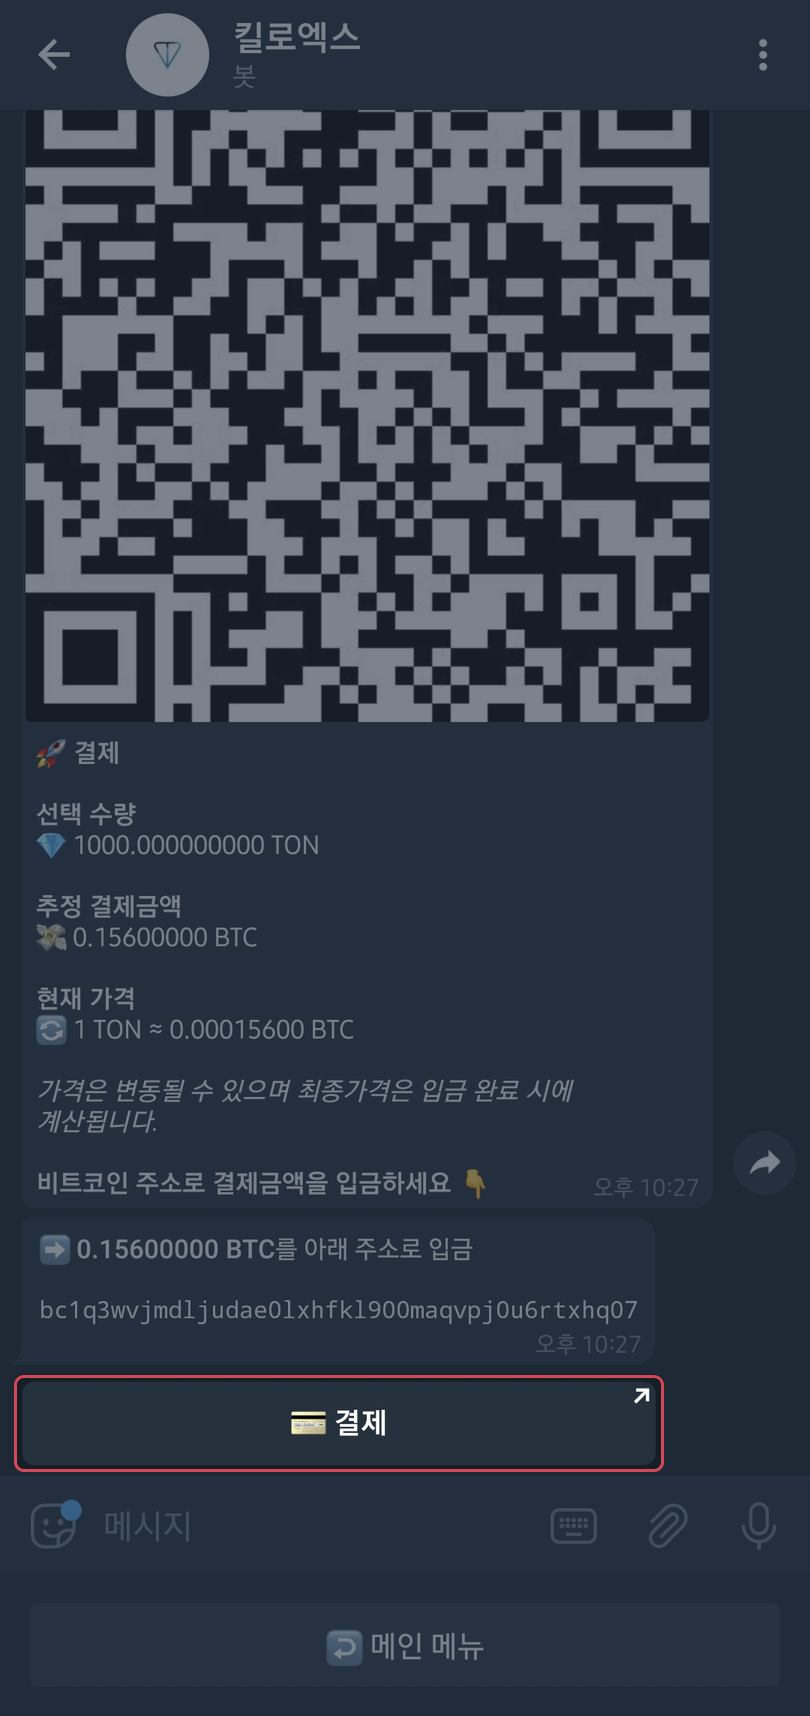 킬로엑스
봇
🚀 결제
선택 수량
💎 1000.000000000 TON
추정 결제금액
💸 0.15600000 BTC
현재 가격
🔄 1 TON ≈ 0.00015600 BTC
가격은 변동될 수 있으며 최종가격은 입금 완료 시에
계산됩니다.
비트코인 주소로 결제금액을 입금하세요 👇
오후 10:27
➡️ 0.15600000 BTC를 아래 주소로 입금
bc1q3wvjmdljudae0lxhfkl900maqvpj0u6rtxhq07
오후 10:27
💳 결제
메시지
↩️ 메인 메뉴